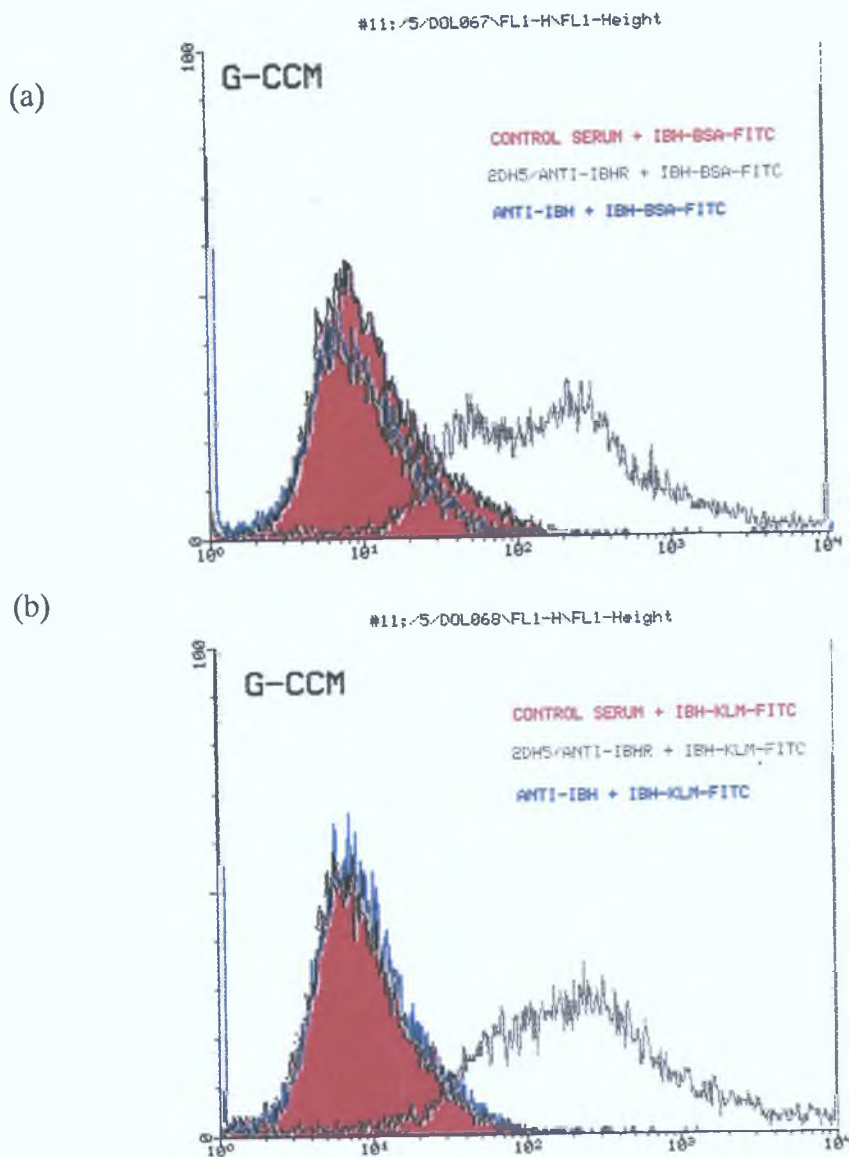 #11:/5/DOL067\FL1-H\FL1-Height
(a)
100
G-CCM
CONTROL SERUM + IBH-BSA-FITC
2DH5/ANTI-IBHR + IBH-BSA-FITC
ANTI-IBH + IBH-BSA-FITC
0
10⁰ 10¹ 10² 10³ 10⁴
(b)
#11:/5/DOL068\FL1-H\FL1-Height
100
G-CCM
CONTROL SERUM + IBH-KLM-FITC
2DH5/ANTI-IBHR + IBH-KLM-FITC
ANTI-IBH + IBH-KLM-FITC
0
10⁰ 10¹ 10² 10³ 10⁴